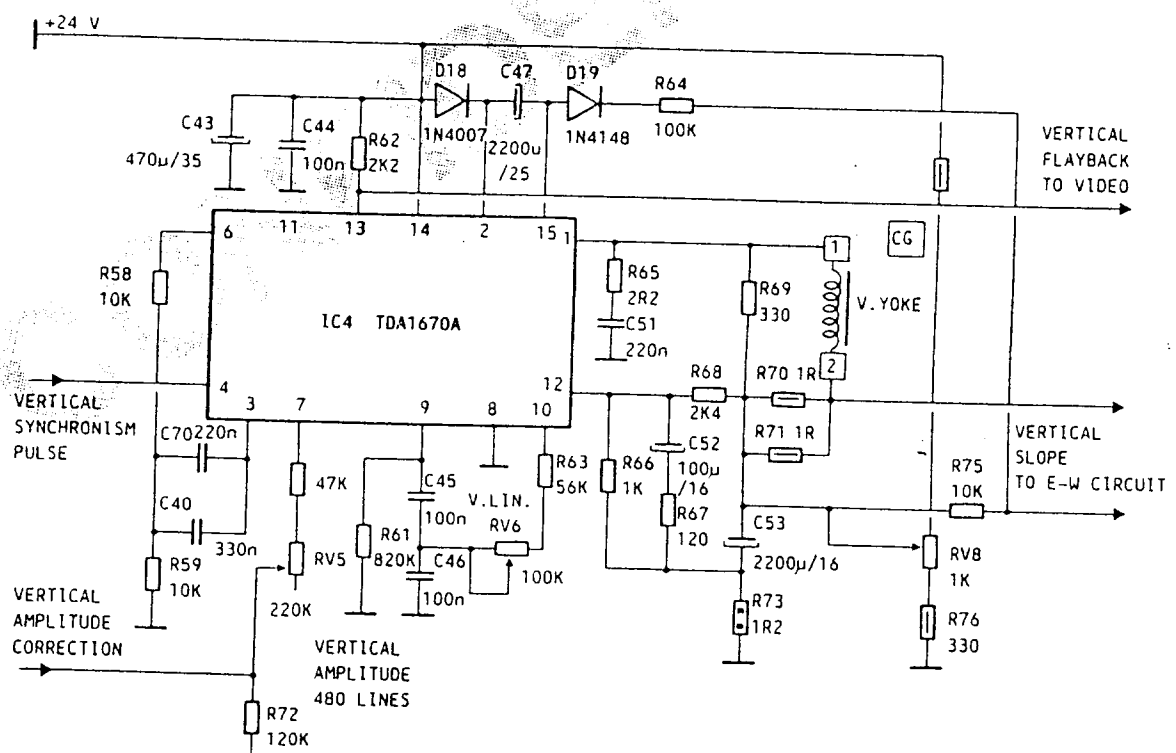 +24 V
D18
C47
D19
R64
1N4007
1N4148
100K
C43
C44
R62
470µ/35
100n
2K2
2200u
/25
VERTICAL
FLAYBACK
TO VIDEO
6
11
13
14
2
15
1
1
CG
R58
10K
R65
2R2
R69
330
V.YOKE
IC4 TDA1670A
C51
220n
2
4
12
R68
2K4
R70 1R
VERTICAL
SYNCHRONISM
PULSE
3
7
9
8
10
C70
220n
R71 1R
VERTICAL
SLOPE
TO E-W CIRCUIT
47K
C45
100n
R63
56K
R66
1K
C52
100µ
/16
R67
120
R75
10K
C40
330n
V.LIN.
RV6
C53
2200µ/16
R61
820K
C46
100n
100K
RV5
RV8
1K
R59
10K
220K
R73
1R2
R76
330
VERTICAL
AMPLITUDE
CORRECTION
VERTICAL
AMPLITUDE
480 LINES
R72
120K